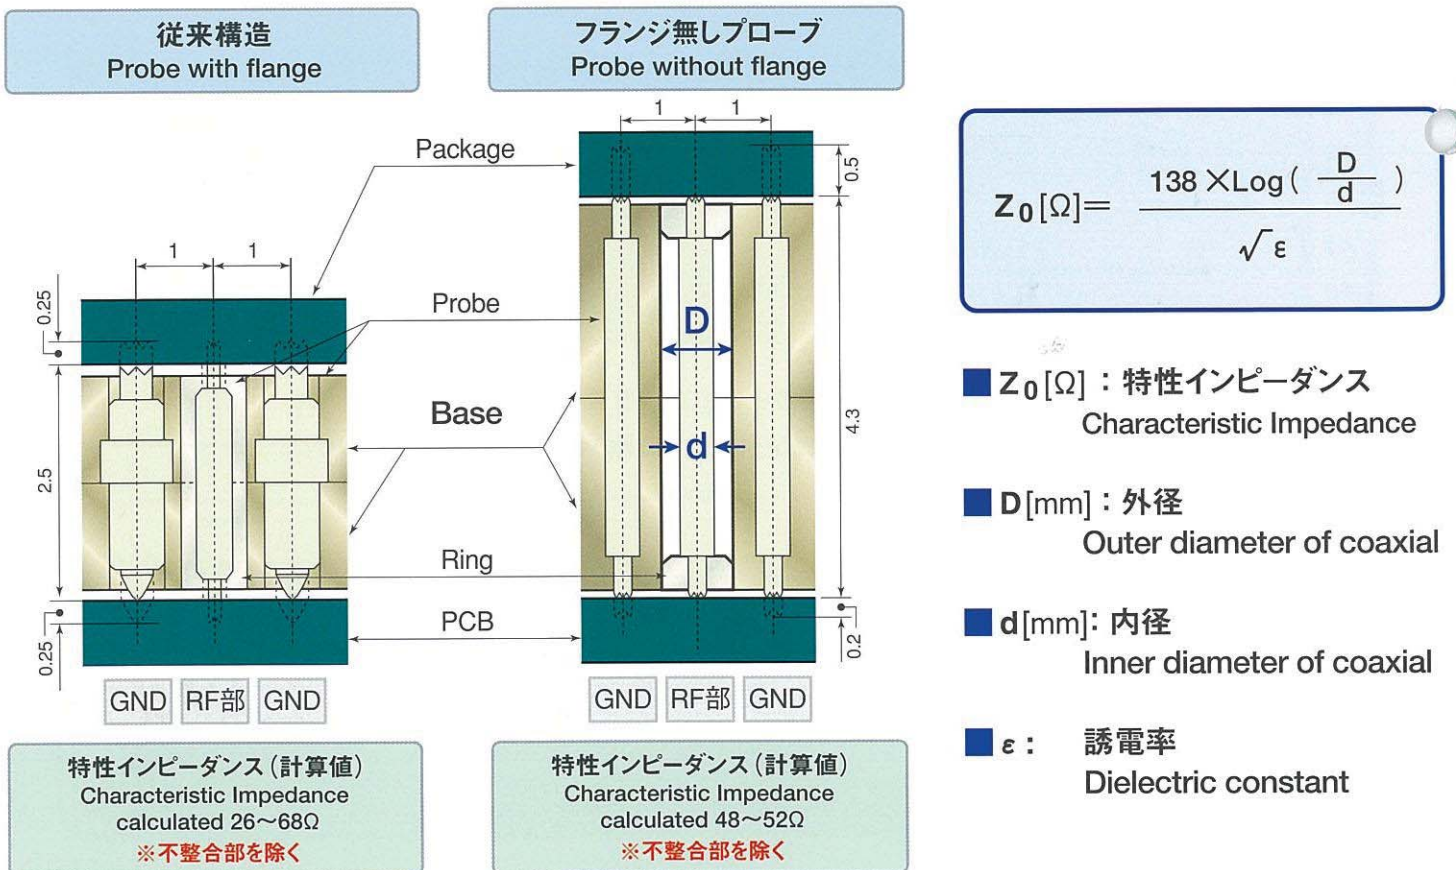 従来構造
Probe with flange
フランジ無しプローブ
Probe without flange
1
1
0.5
4.3
0.2
1
1
0.25
2.5
0.25
Package
Probe
Base
Ring
PCB
D
d
GND
RF部
GND
GND
RF部
GND
特性インピーダンス(計算値)
Characteristic Impedance
calculated 26～68Ω
※不整合部を除く
特性インピーダンス(計算値)
Characteristic Impedance
calculated 48～52Ω
※不整合部を除く
Z0[Ω]= 138×Log( D/d ) / √ε
Z0[Ω]：特性インピーダンス
Characteristic Impedance
D[mm]：外径
Outer diameter of coaxial
d[mm]：内径
Inner diameter of coaxial
ε： 誘電率
Dielectric constant